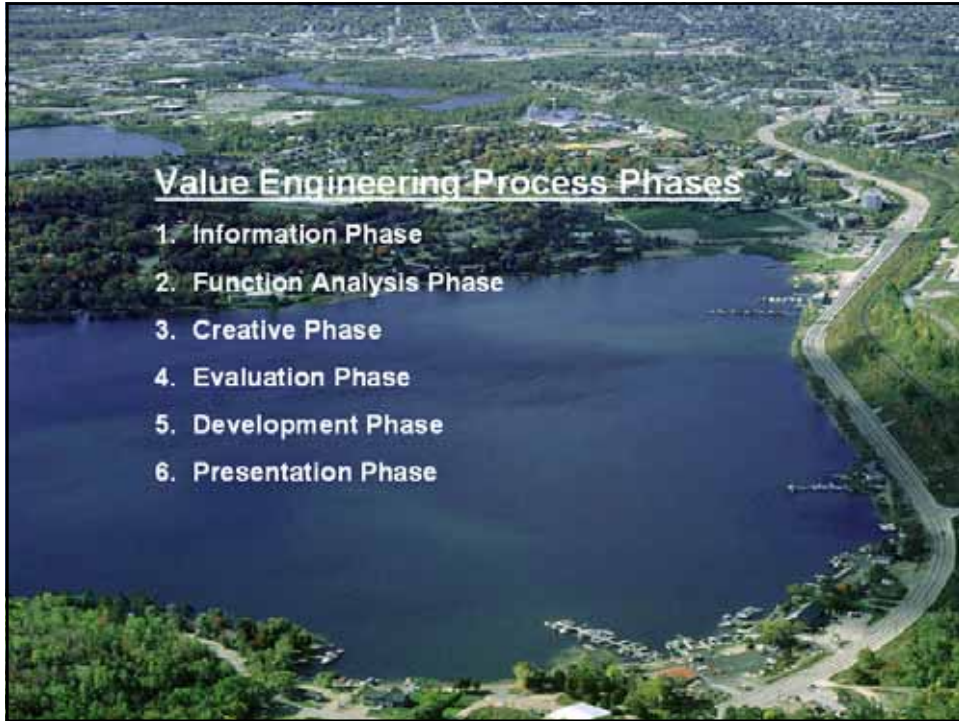 Value Engineering Process Phases
1. Information Phase
2. Function Analysis Phase
3. Creative Phase
4. Evaluation Phase
5. Development Phase
6. Presentation Phase